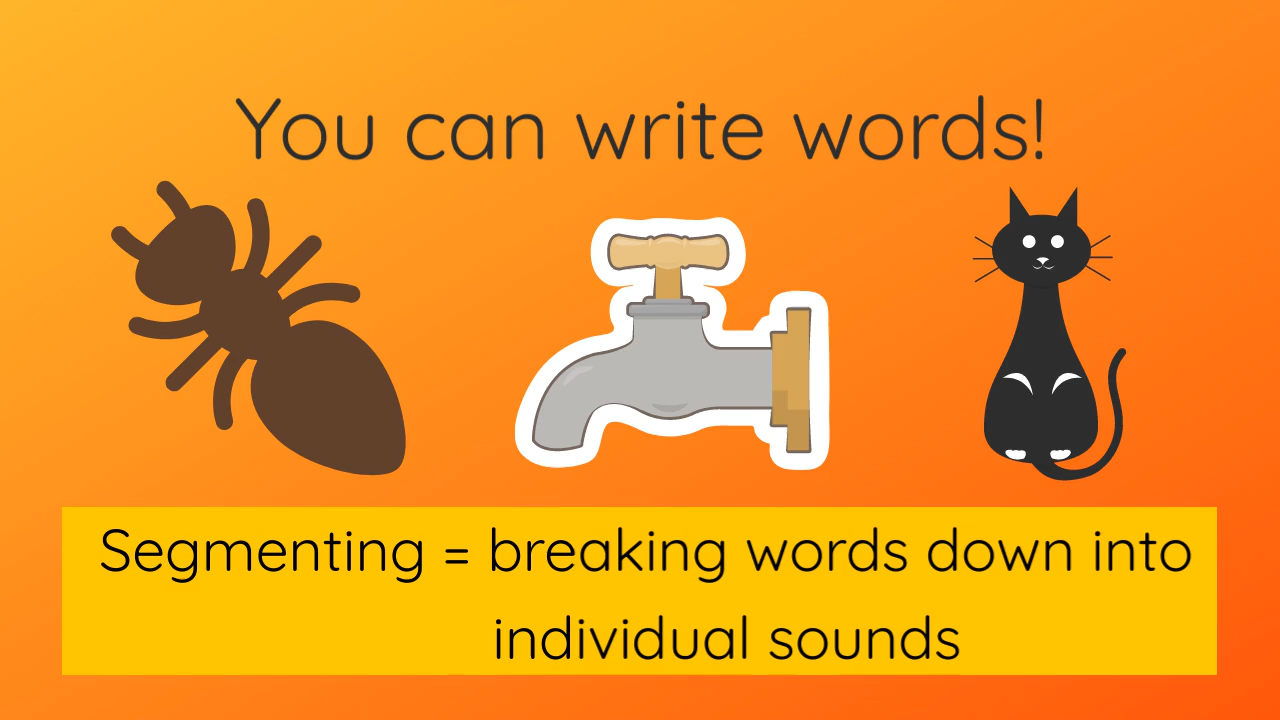 You can write words!
Segmenting = breaking words down into
individual sounds